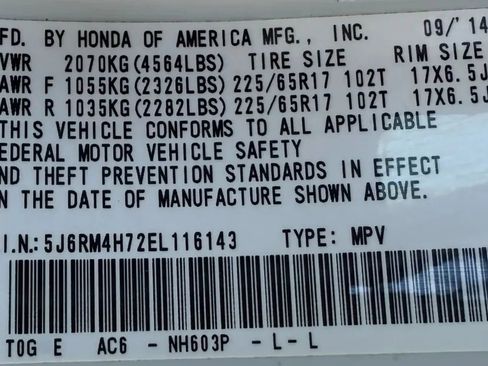 FD. BY HONDA OF AMERICA MFG., INC. 09/'14
VWR 2070KG(4564LBS) TIRE SIZE RIM SIZE
AWR F 1055KG(2326LBS) 225/65R17 102T 17X6.5J
AWR R 1035KG(2282LBS) 225/65R17 102T 17X6.5J
THIS VEHICLE CONFORMS TO ALL APPLICABLE
EDERAL MOTOR VEHICLE SAFETY
ND THEFT PREVENTION STANDARDS IN EFFECT
N THE DATE OF MANUFACTURE SHOWN ABOVE.
I.N.:5J6RM4H72EL116143 TYPE: MPV
T0G E AC6 - NH603P - L - L